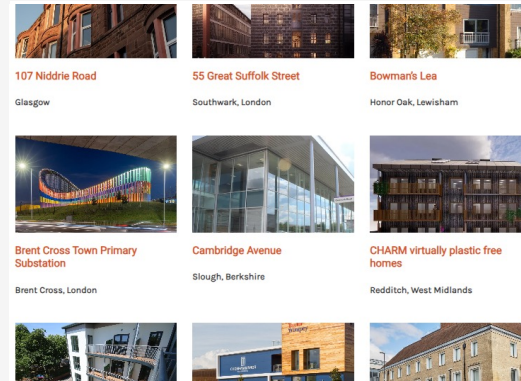 107 Niddrie Road
55 Great Suffolk Street
Bowman's Lea
Glasgow
Southwark, London
Honor Oak, Lewisham
Brent Cross Town Primary
Substation
Cambridge Avenue
CHARM virtually plastic free
homes
Brent Cross, London
Slough, Berkshire
Redditch, West Midlands